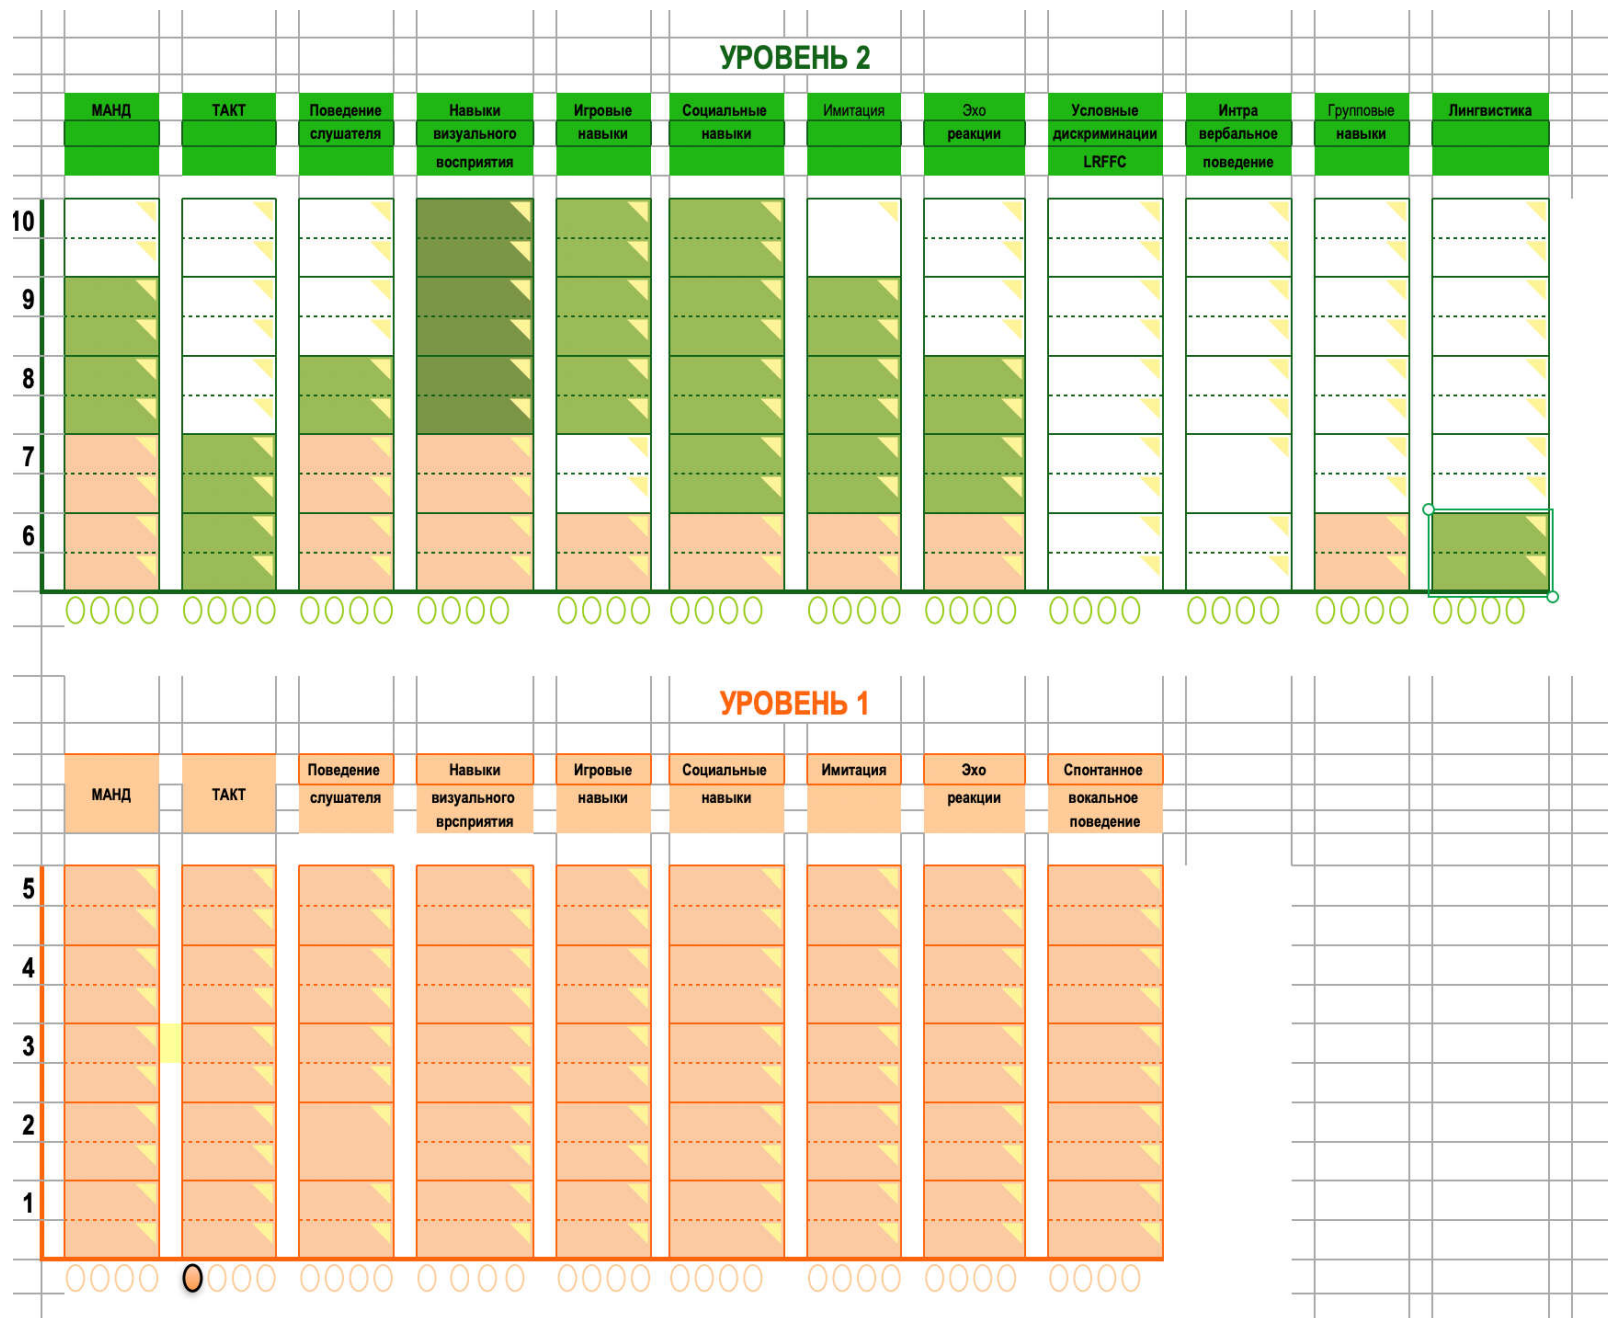 УРОВЕНЬ 2
МАНД ТАКТ Поведение Навыки Игровые Социальные Имитация Эхо Условные Интра Групповые Лингвистика
слушателя визуального навыки навыки реакции дискриминации вербальное навыки
восприятия LRFFC поведение
10
9
8
7
6
УРОВЕНЬ 1
Поведение Навыки Игровые Социальные Имитация Эхо Спонтанное
МАНД ТАКТ слушателя визуального навыки навыки реакции вокальное
врсприятия поведение
5
4
3
2
1